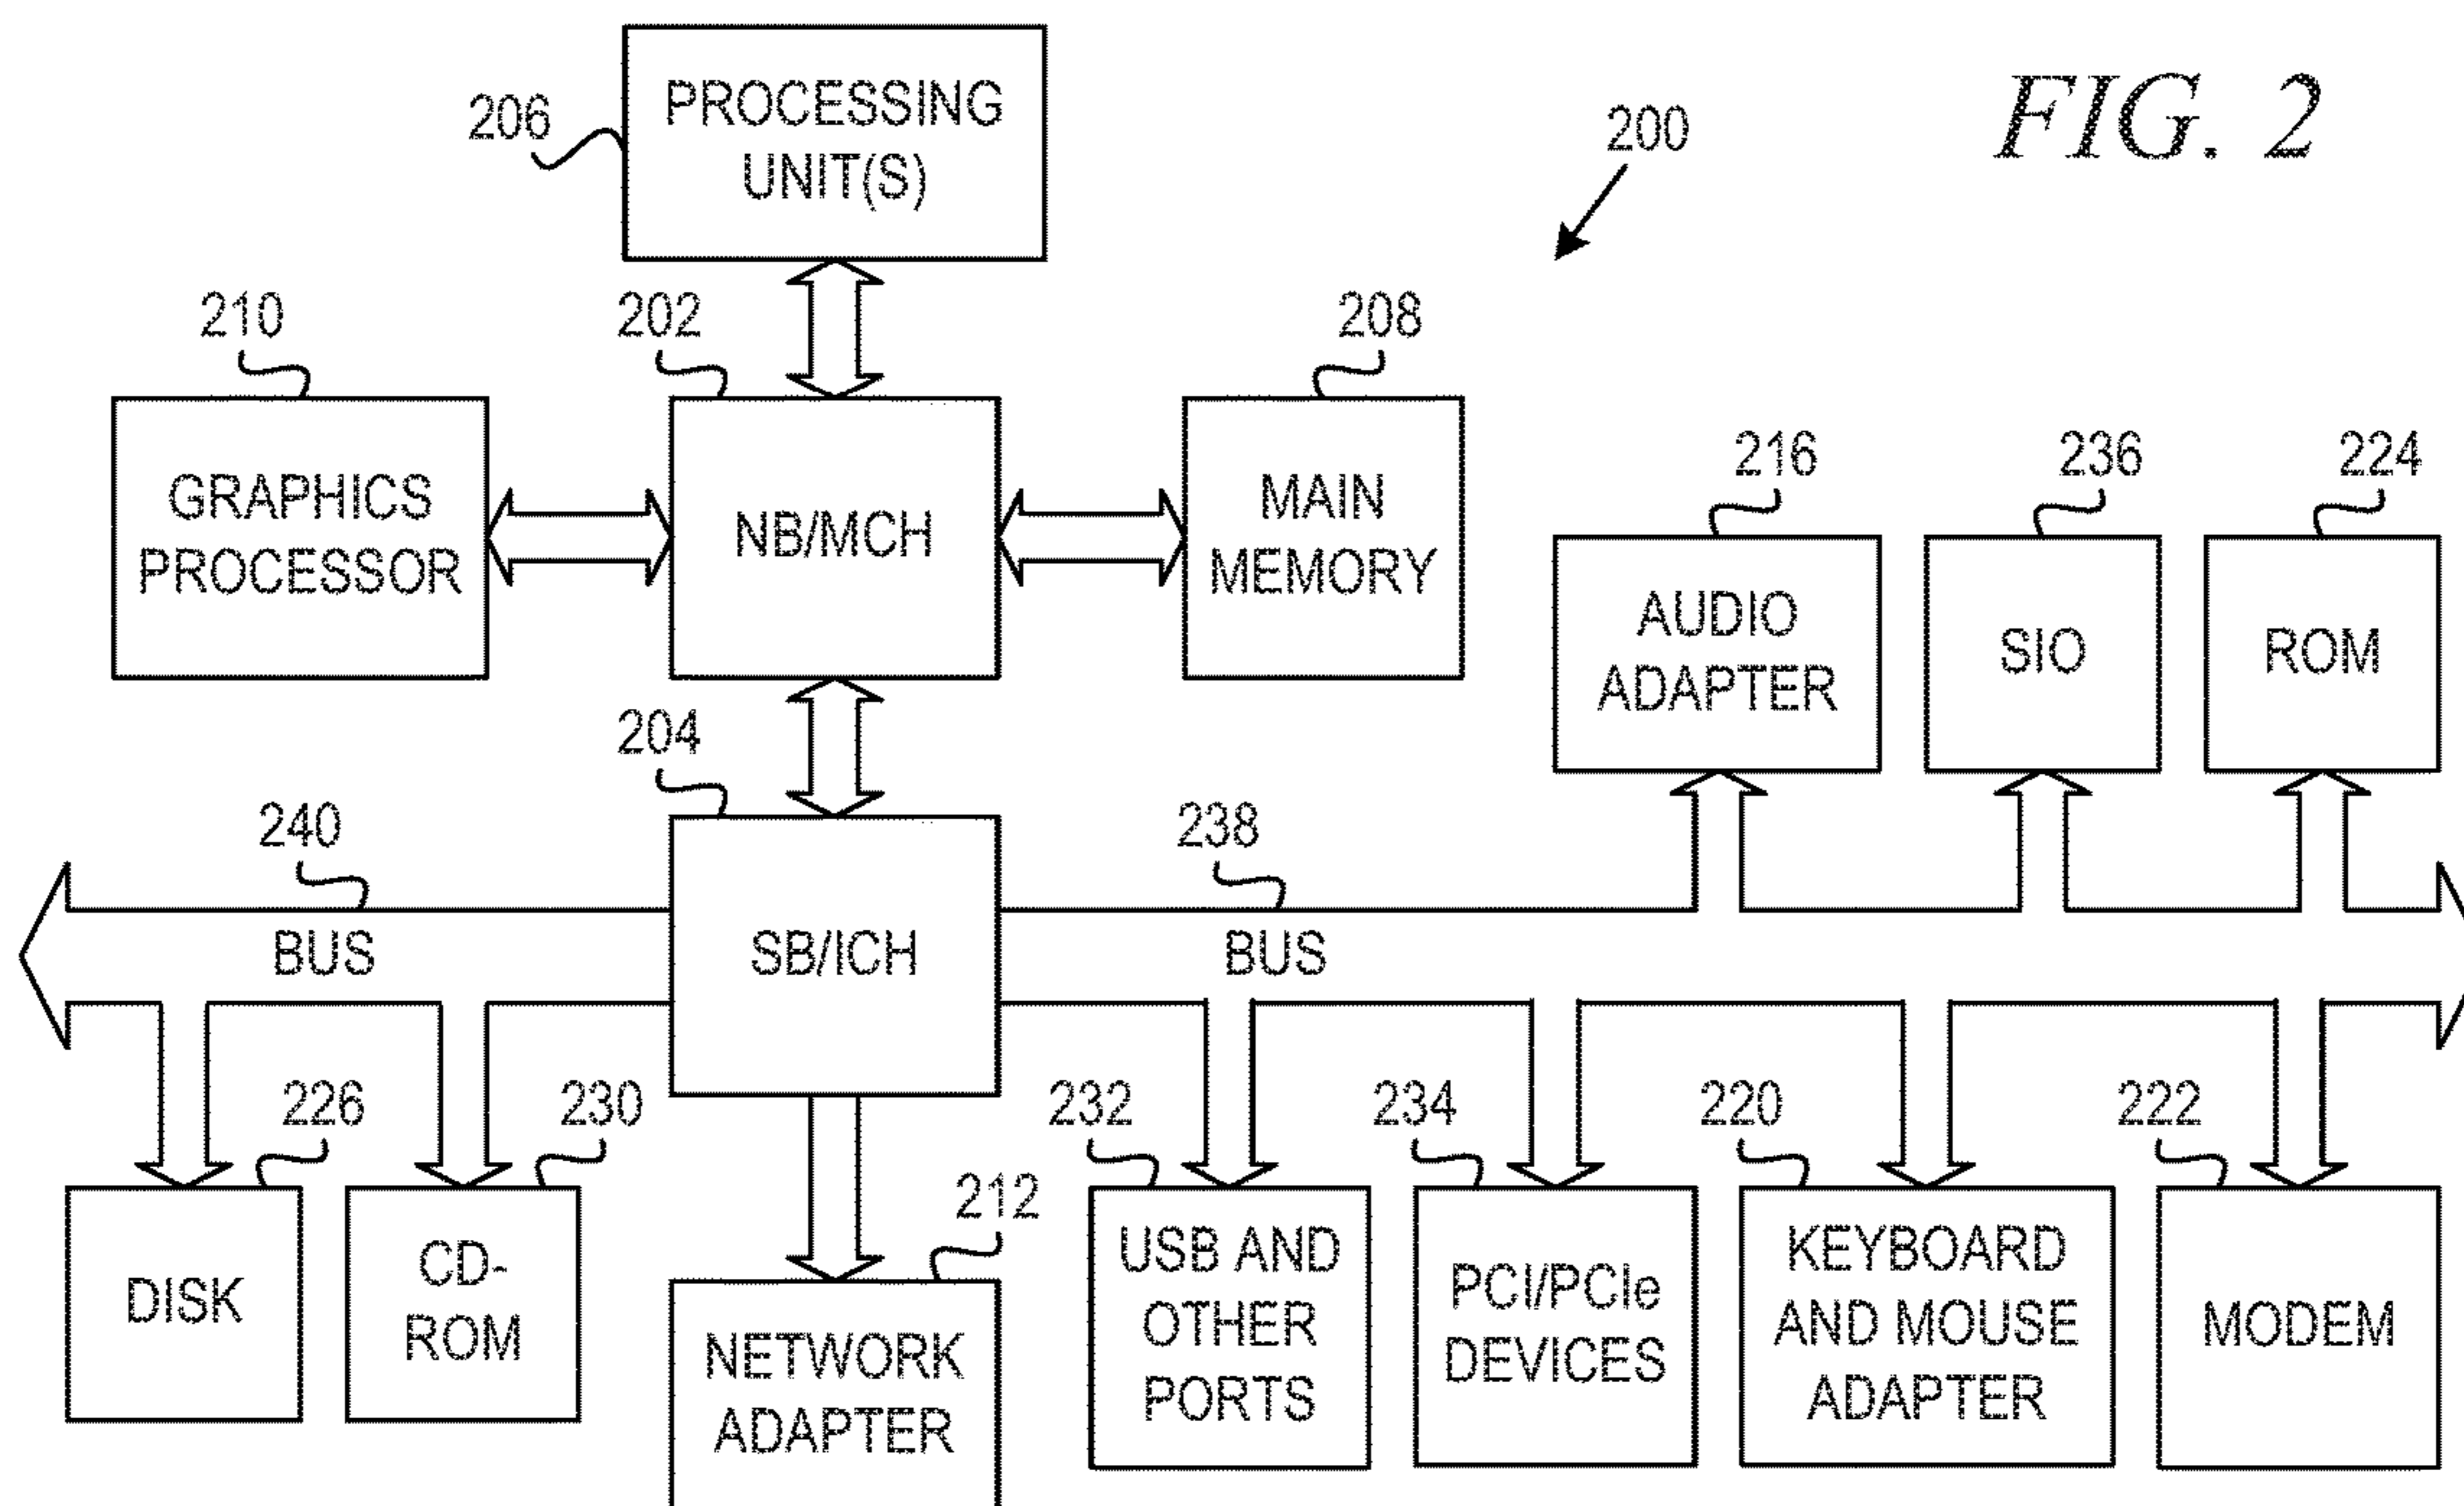 FIG. 2
200
206
PROCESSING
UNIT(S)
210
202
208
GRAPHICS
PROCESSOR
NB/MCH
MAIN
MEMORY
216
236
224
AUDIO
ADAPTER
SIO
ROM
204
240
238
BUS
SB/ICH
BUS
226
230
212
232
234
220
222
DISK
CD-
ROM
NETWORK
ADAPTER
USB AND
OTHER
PORTS
PCI/PCIe
DEVICES
KEYBOARD
AND MOUSE
ADAPTER
MODEM